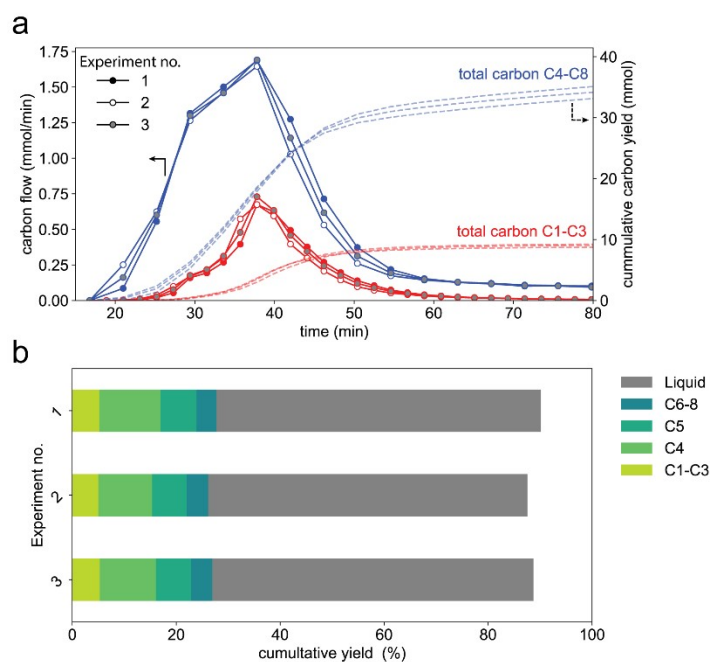 a
Experiment no.
1
2
3
total carbon C4-C8
total carbon C1-C3
carbon flow (mmol/min)
1.75
1.50
1.25
1.00
0.75
0.50
0.25
0.00
cummulative carbon yield (mmol)
40
30
20
10
0
20 30 40 50 60 70 80
time (min)
b
Experiment no.
1
2
3
Liquid
C6-8
C5
C4
C1-C3
0 20 40 60 80 100
cumultative yield (%)